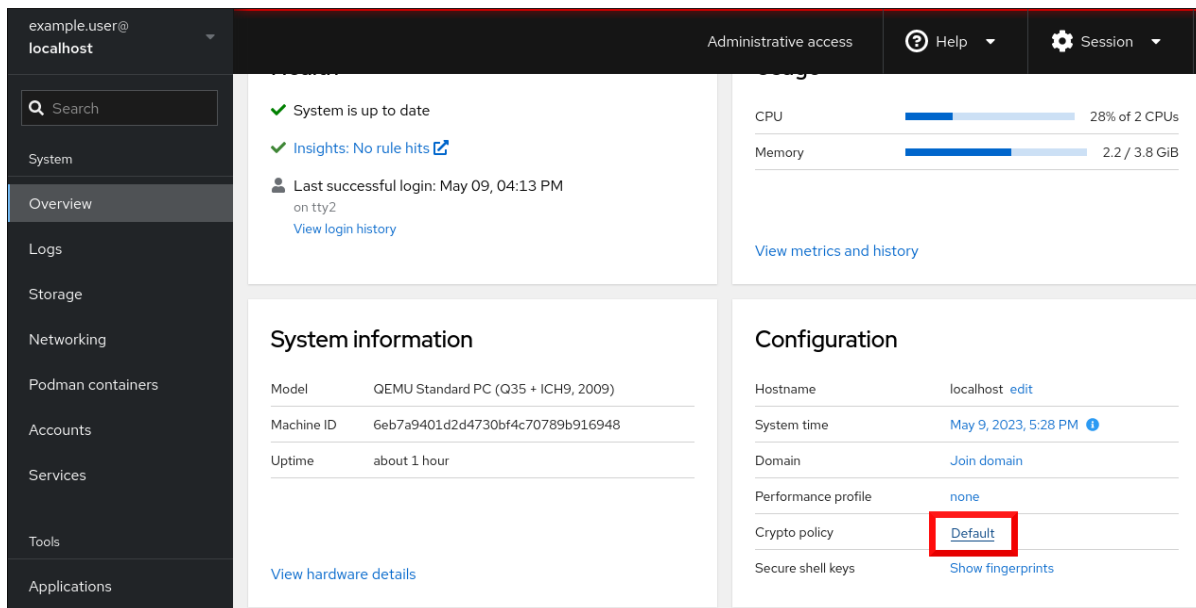 example.user@
localhost
Administrative access
Help
Session
Search
System
Overview
Logs
Storage
Networking
Podman containers
Accounts
Services
Tools
Applications
System is up to date
Insights: No rule hits
Last successful login: May 09, 04:13 PM
on tty2
View login history
CPU 28% of 2 CPUs
Memory 2.2 / 3.8 GiB
View metrics and history
System information
Model QEMU Standard PC (Q35 + ICH9, 2009)
Machine ID 6eb7a9401d2d4730bf4c70789b916948
Uptime about 1 hour
View hardware details
Configuration
Hostname localhost edit
System time May 9, 2023, 5:28 PM
Domain Join domain
Performance profile none
Crypto policy Default
Secure shell keys Show fingerprints